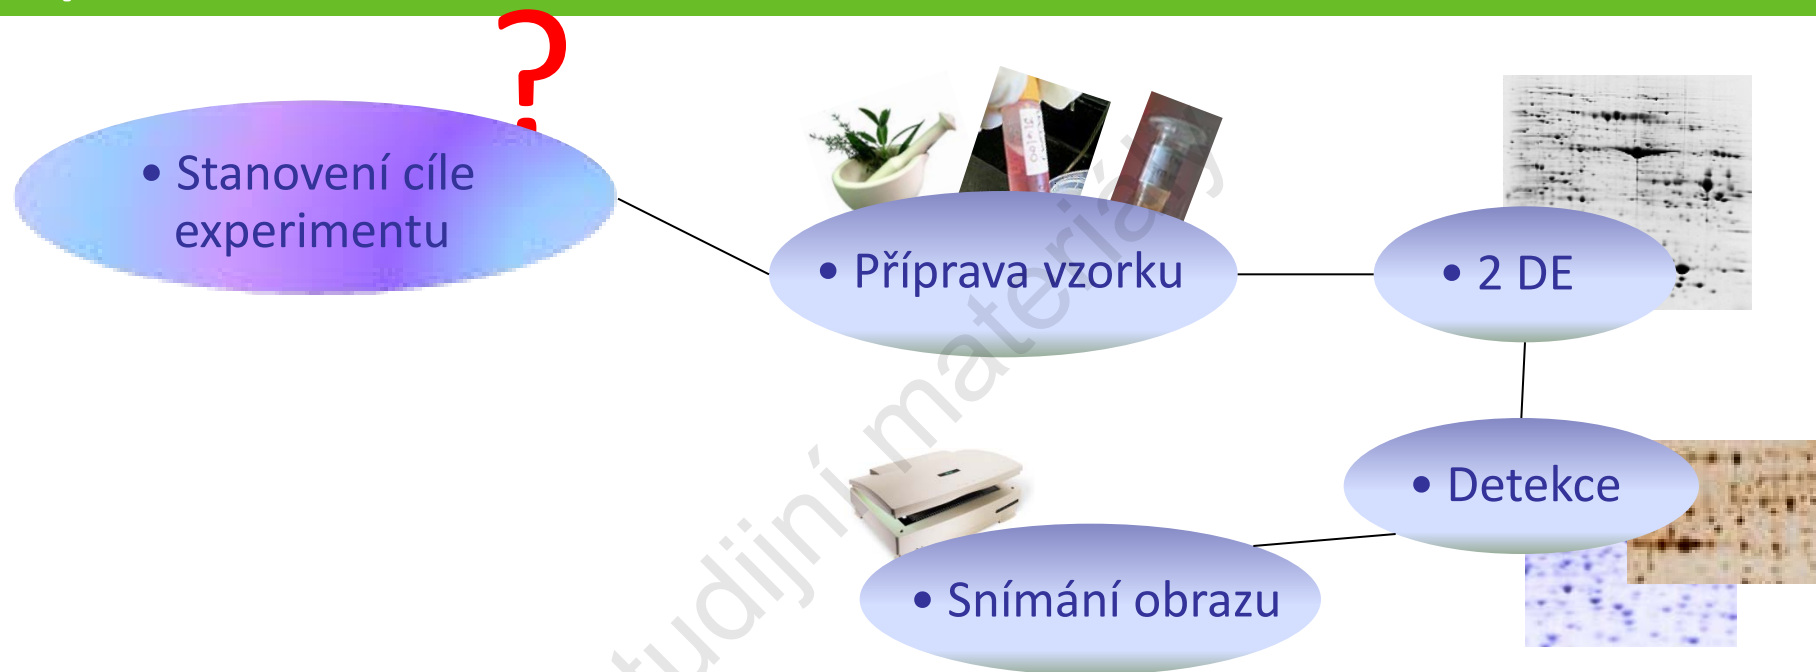 ?
• Stanovení cíle
experimentu
• Příprava vzorku
• 2 DE
• Detekce
• Snímání obrazu
studijní materiály